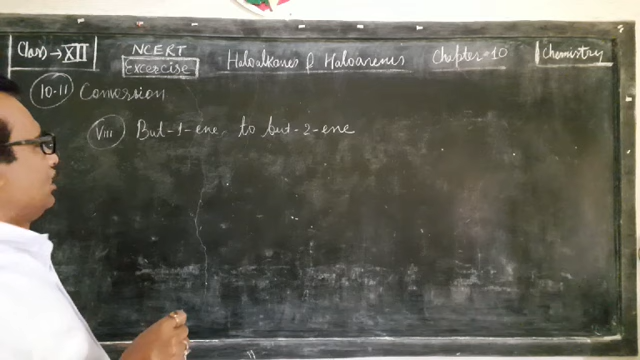 Class → XII
NCERT
Excercise
Haloalkanes & Haloarenes
Chapter = 10
Chemistry
10.11 Conversion
VIII But-1-ene, to but-2-ene